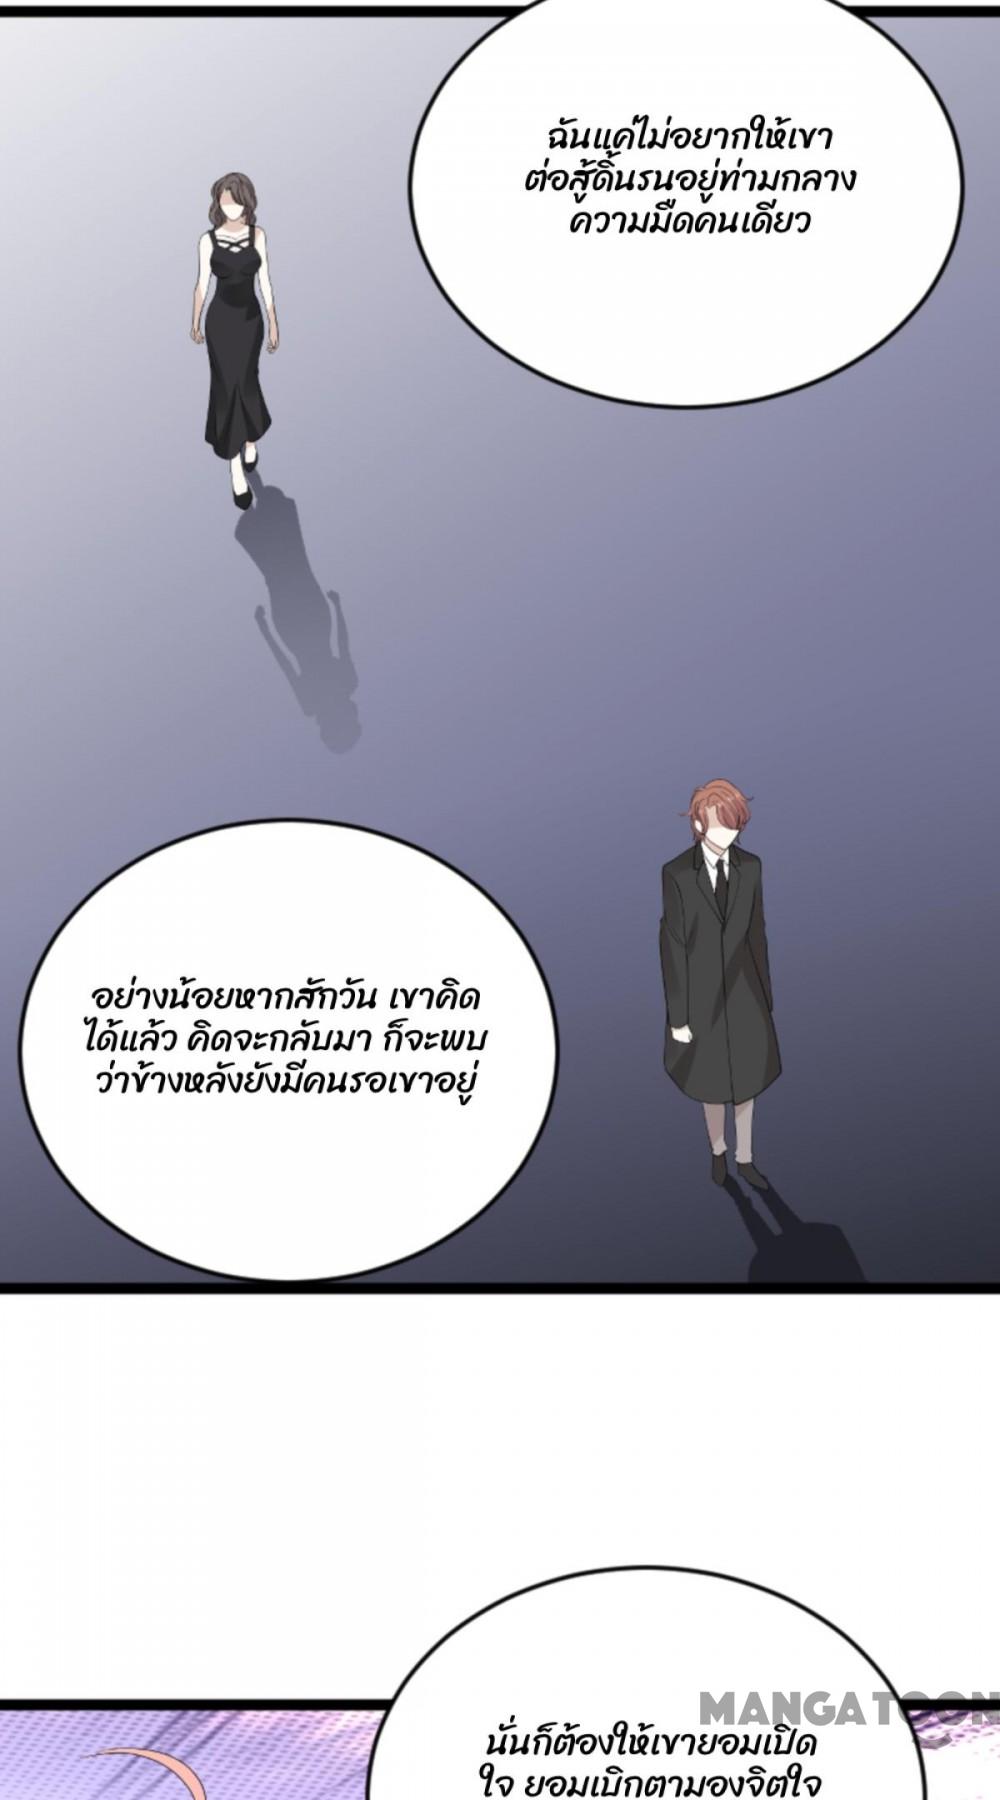 ฉันแค่ไม่อยากให้เขา
ต่อสู้ดิ้นรนอยู่ท่ามกลาง
ความมืดคนเดียว
อย่างน้อยหากสักวัน เขาคิด
ได้แล้ว คิดจะกลับมา ก็จะพบ
ว่าข้างหลังยังมีคนรอเขาอยู่
MANGATOON
นั่นก็ต้องให้เขายอมเปิด
ใจ ยอมเบิกตามองจิตใจ